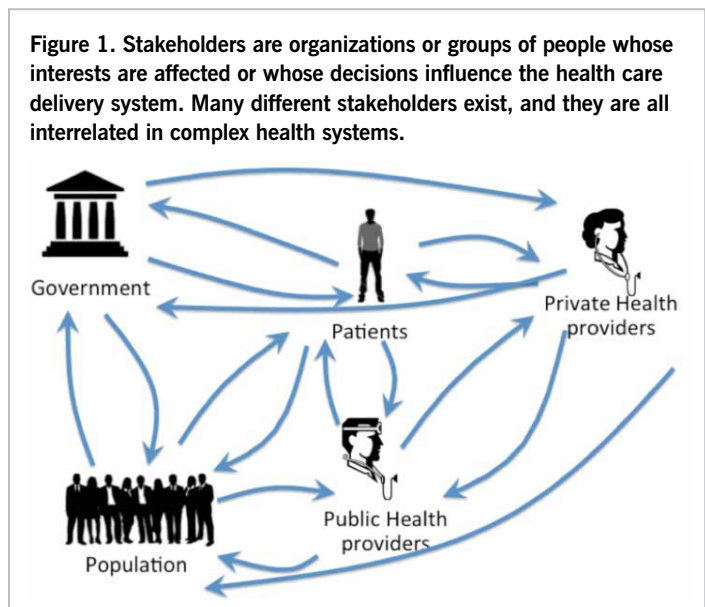 Figure 1. Stakeholders are organizations or groups of people whose
interests are affected or whose decisions influence the health care
delivery system. Many different stakeholders exist, and they are all
interrelated in complex health systems.
Government
Patients
Private Health
providers
Public Health
providers
Population